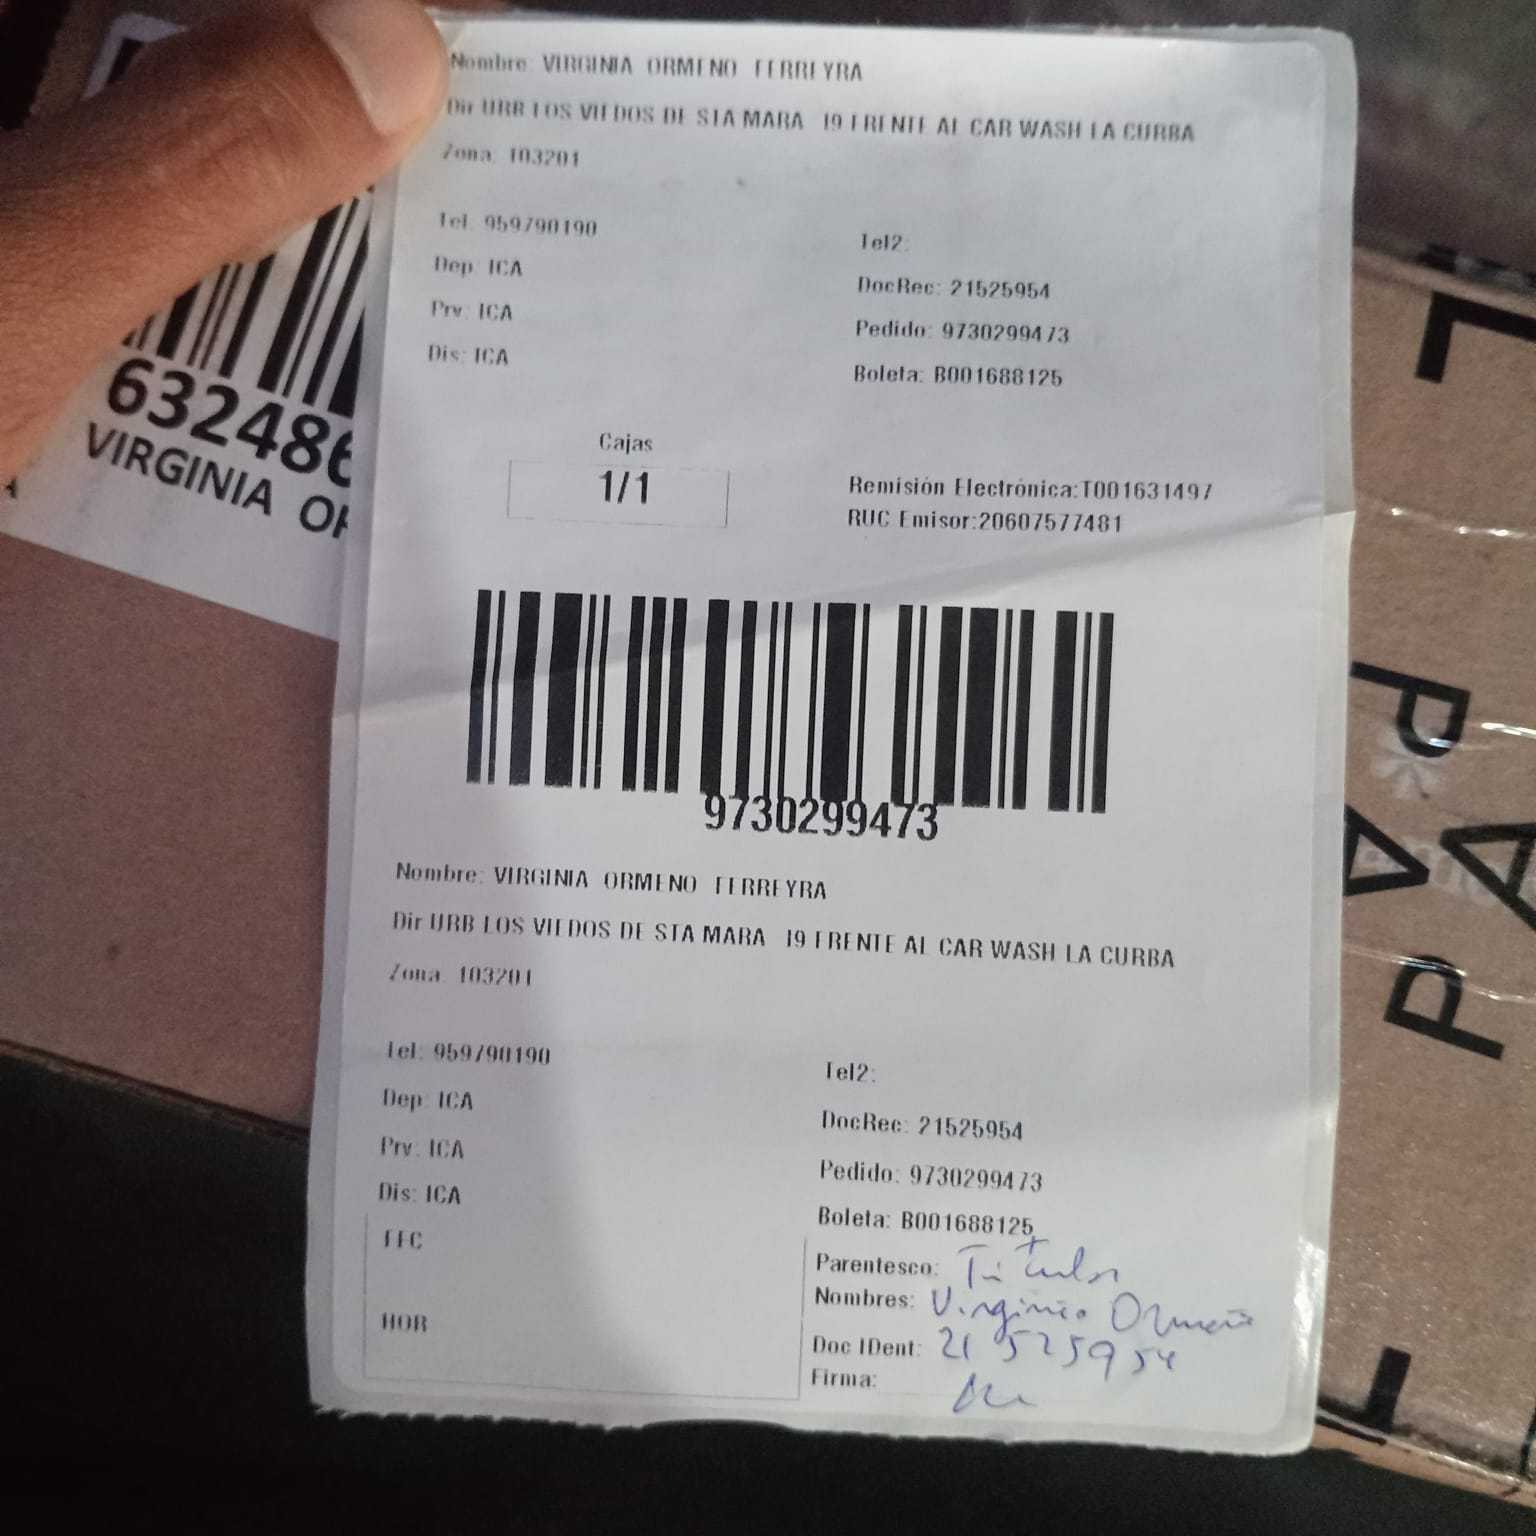 Nombre: VIRGINIA ORMENO FERREYRA
Dir URB LOS VIEDOS DE STA MARA I9 FRENTE AL CAR WASH LA CURBA
Zona: 103201
Tel: 959790190
Tel2:
Dep: ICA
DocRec: 21525954
Prv: ICA
Pedido: 9730299473
Dis: ICA
Boleta: B001688125
Cajas
1/1
Remisión Electrónica:T001631497
RUC Emisor:20607577481
9730299473
Nombre: VIRGINIA ORMENO FERREYRA
Dir URB LOS VIEDOS DE STA MARA I9 FRENTE AL CAR WASH LA CURBA
Zona: 103201
Tel: 959790190
Tel2:
Dep: ICA
DocRec: 21525954
Prv: ICA
Pedido: 9730299473
Dis: ICA
Boleta: B001688125
FEC
Parentesco: Titular
Nombres: Virginia Ormeño
HOR
Doc IDent: 21525954
Firma:
632486
VIRGINIA